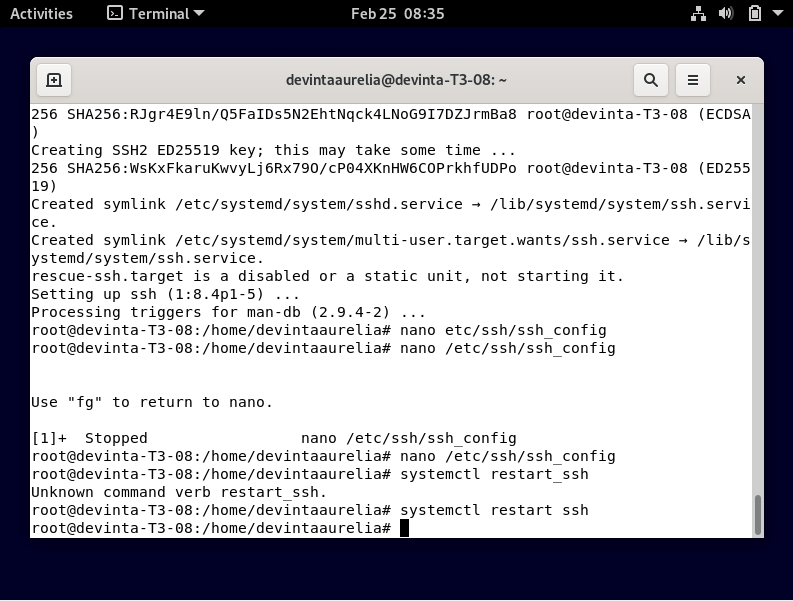 Activities
Terminal
Feb 25 08:35
devintaaurelia@devinta-T3-08: ~
256 SHA256:RJgr4E9ln/Q5FaIDs5N2EhtNqck4LNoG9I7DZJrmBa8 root@devinta-T3-08 (ECDSA
)
Creating SSH2 ED25519 key; this may take some time ...
256 SHA256:WsKxFkaruKwvyLj6Rx79O/cP04XKnHW6COPrkhfUDPo root@devinta-T3-08 (ED255
19)
Created symlink /etc/systemd/system/sshd.service → /lib/systemd/system/ssh.servi
ce.
Created symlink /etc/systemd/system/multi-user.target.wants/ssh.service → /lib/s
ystemd/system/ssh.service.
rescue-ssh.target is a disabled or a static unit, not starting it.
Setting up ssh (1:8.4p1-5) ...
Processing triggers for man-db (2.9.4-2) ...
root@devinta-T3-08:/home/devintaaurelia# nano etc/ssh/ssh_config
root@devinta-T3-08:/home/devintaaurelia# nano /etc/ssh/ssh_config
Use "fg" to return to nano.
[1]+  Stopped                 nano /etc/ssh/ssh_config
root@devinta-T3-08:/home/devintaaurelia# nano /etc/ssh/ssh_config
root@devinta-T3-08:/home/devintaaurelia# systemctl restart_ssh
Unknown command verb restart_ssh.
root@devinta-T3-08:/home/devintaaurelia# systemctl restart ssh
root@devinta-T3-08:/home/devintaaurelia#